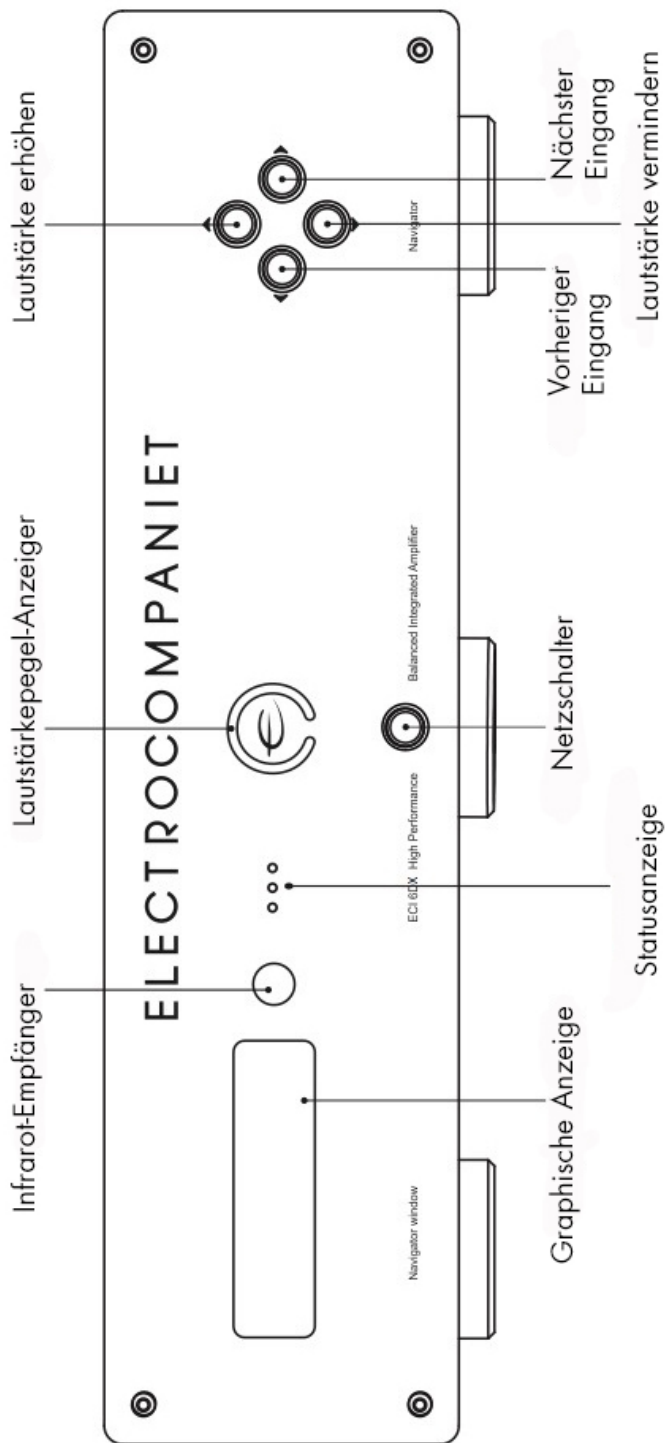 Infrarot-Empfänger
Lautstärkepegel-Anzeiger
Lautstärke erhöhen
ELECTROCOMPANIET
Navigator window
ECI 6DX High Performance
Balanced Integrated Amplifier
Navigator
Graphische Anzeige
Statusanzeige
Netzschalter
Vorheriger
Eingang
Nächster
Eingang
Lautstärke vermindern